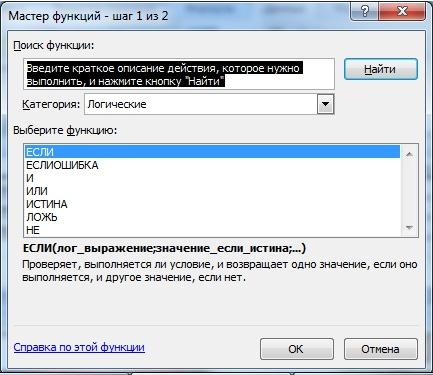 Мастер функций - шаг 1 из 2
Поиск функции:
Введите краткое описание действия, которое нужно
выполнить, и нажмите кнопку "Найти"
Найти
Категория: Логические
Выберите функцию:
ЕСЛИ
ЕСЛИОШИБКА
И
ИЛИ
ИСТИНА
ЛОЖЬ
НЕ
ЕСЛИ(лог_выражение;значение_если_истина;...)
Проверяет, выполняется ли условие, и возвращает одно значение, если оно
выполняется, и другое значение, если нет.
Справка по этой функции
ОК
Отмена